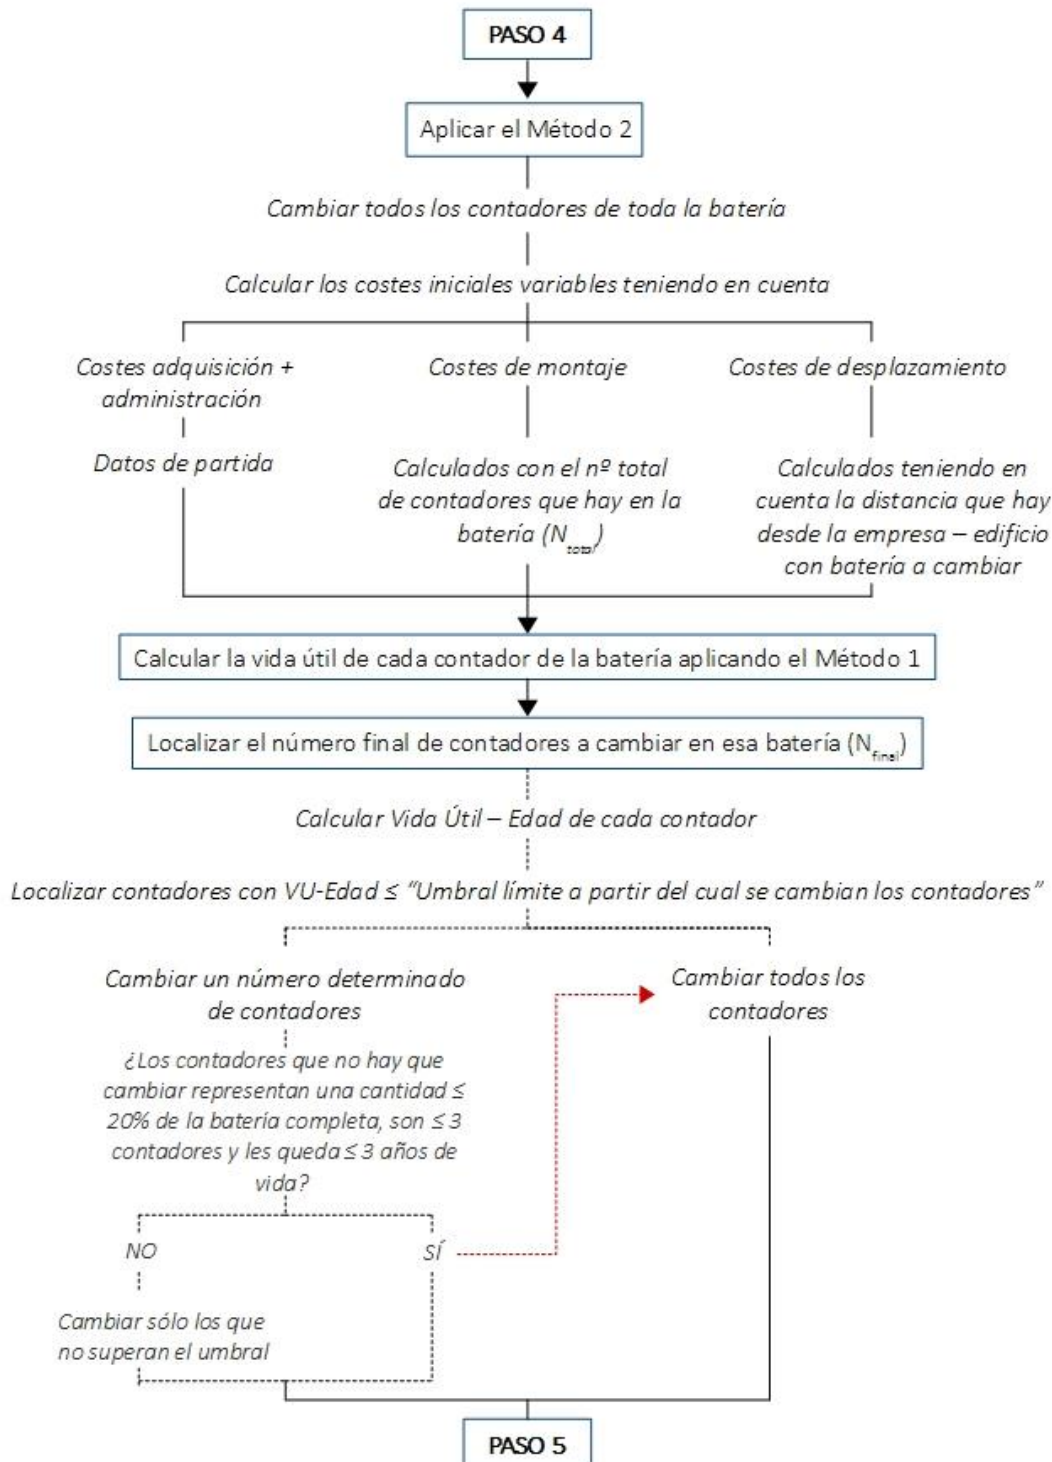 PASO 4
Aplicar el Método 2
Cambiar todos los contadores de toda la batería
Calcular los costes iniciales variables teniendo en cuenta
Costes adquisición +
administración
Datos de partida
Costes de montaje
Calculados con el nº total
de contadores que hay en la
batería (N_total)
Costes de desplazamiento
Calculados teniendo en
cuenta la distancia que hay
desde la empresa – edificio
con batería a cambiar
Calcular la vida útil de cada contador de la batería aplicando el Método 1
Localizar el número final de contadores a cambiar en esa batería (N_final)
Calcular Vida Útil – Edad de cada contador
Localizar contadores con VU-Edad ≤ “Umbral límite a partir del cual se cambian los contadores”
Cambiar un número determinado
de contadores
¿Los contadores que no hay que
cambiar representan una cantidad ≤
20% de la batería completa, son ≤ 3
contadores y les queda ≤ 3 años de
vida?
NO
SÍ
Cambiar sólo los que
no superan el umbral
Cambiar todos los
contadores
PASO 5